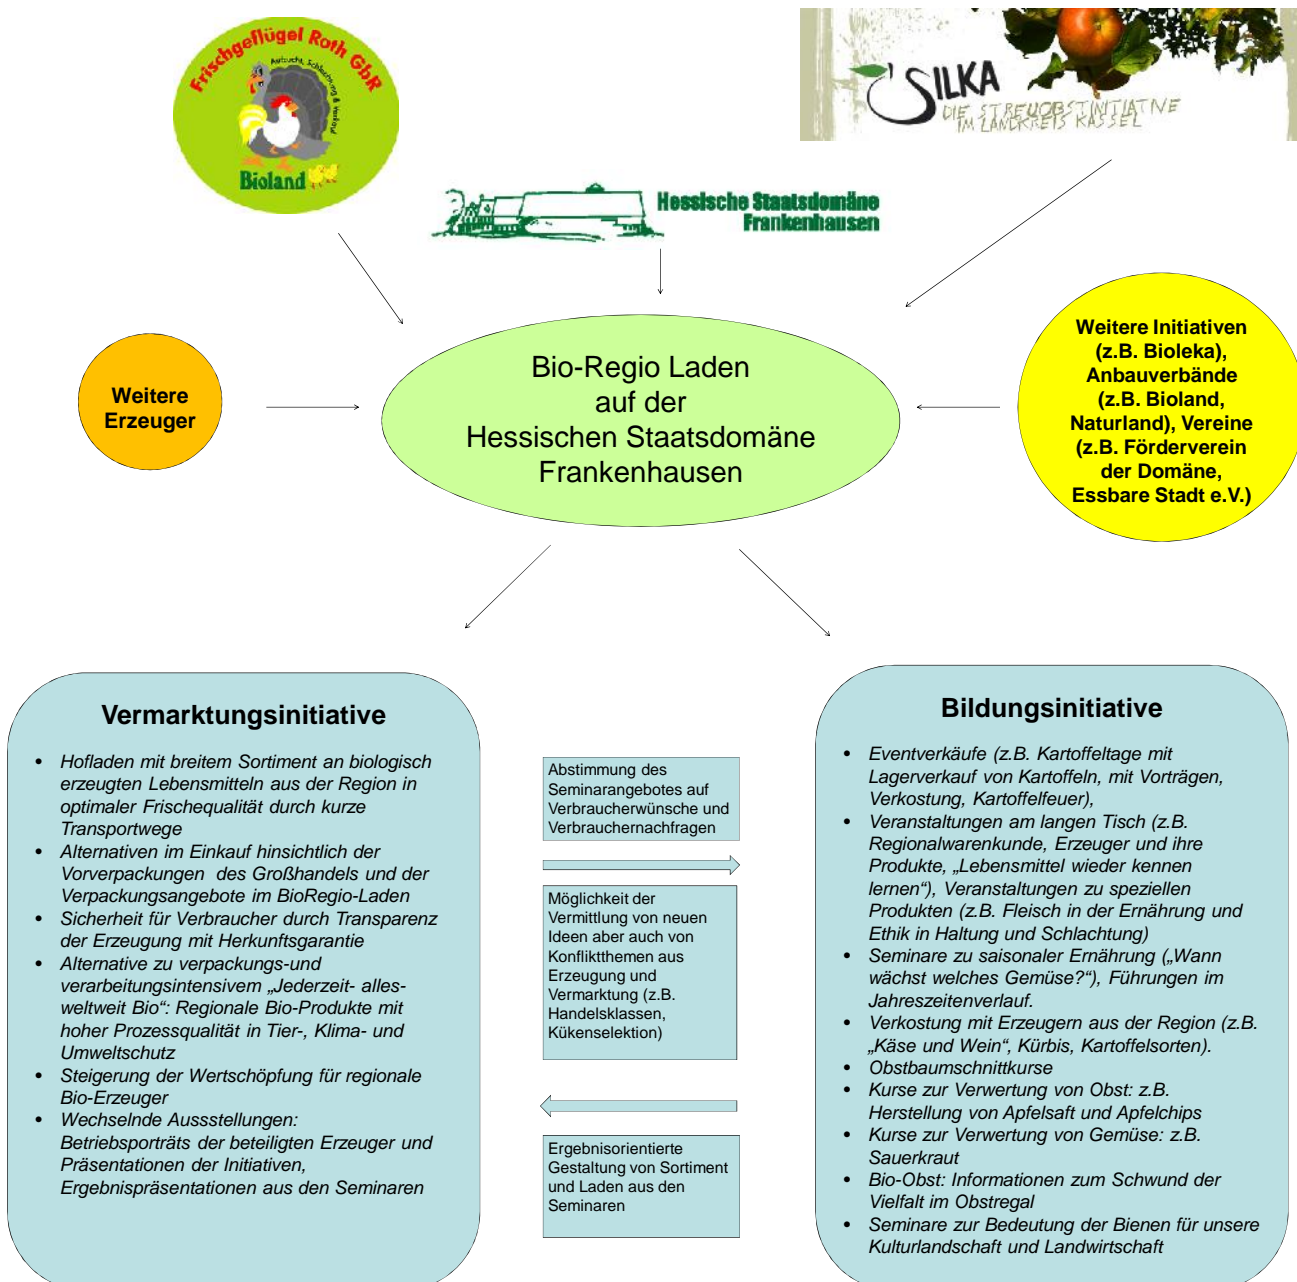 Frischgeflügel Roth GbR
Aufzucht, Schlachtung & Verkauf
Bioland
SILKA
DIE STREUOBSTINITIATIVE
IM LANDKREIS KASSEL
Hessische Staatsdomäne
Frankenhausen
Weitere
Erzeuger
Bio-Regio Laden
auf der
Hessischen Staatsdomäne
Frankenhausen
Weitere Initiativen
(z.B. Bioleka),
Anbauverbände
(z.B. Bioland,
Naturland), Vereine
(z.B. Förderverein
der Domäne,
Essbare Stadt e.V.)
Vermarktungsinitiative
• Hofladen mit breitem Sortiment an biologisch
erzeugten Lebensmitteln aus der Region in
optimaler Frischequalität durch kurze
Transportwege
• Alternativen im Einkauf hinsichtlich der
Vorverpackungen des Großhandels und der
Verpackungsangebote im BioRegio-Laden
• Sicherheit für Verbraucher durch Transparenz
der Erzeugung mit Herkunftsgarantie
• Alternative zu verpackungs-und
verarbeitungsintensivem „Jederzeit- alles-
weltweit Bio“: Regionale Bio-Produkte mit
hoher Prozessqualität in Tier-, Klima- und
Umweltschutz
• Steigerung der Wertschöpfung für regionale
Bio-Erzeuger
• Wechselnde Aussstellungen:
Betriebsporträts der beteiligten Erzeuger und
Präsentationen der Initiativen,
Ergebnispräsentationen aus den Seminaren
Abstimmung des
Seminarangebotes auf
Verbraucherwünsche und
Verbrauchernachfragen
Möglichkeit der
Vermittlung von neuen
Ideen aber auch von
Konfliktthemen aus
Erzeugung und
Vermarktung (z.B.
Handelsklassen,
Kükenselektion)
Ergebnisorientierte
Gestaltung von Sortiment
und Laden aus den
Seminaren
Bildungsinitiative
• Eventverkäufe (z.B. Kartoffeltage mit
Lagerverkauf von Kartoffeln, mit Vorträgen,
Verkostung, Kartoffelfeuer),
• Veranstaltungen am langen Tisch (z.B.
Regionalwarenkunde, Erzeuger und ihre
Produkte, „Lebensmittel wieder kennen
lernen“), Veranstaltungen zu speziellen
Produkten (z.B. Fleisch in der Ernährung und
Ethik in Haltung und Schlachtung)
• Seminare zu saisonaler Ernährung („Wann
wächst welches Gemüse?“), Führungen im
Jahreszeitenverlauf.
• Verkostung mit Erzeugern aus der Region (z.B.
„Käse und Wein“, Kürbis, Kartoffelsorten).
• Obstbaumschnittkurse
• Kurse zur Verwertung von Obst: z.B.
Herstellung von Apfelsaft und Apfelchips
• Kurse zur Verwertung von Gemüse: z.B.
Sauerkraut
• Bio-Obst: Informationen zum Schwund der
Vielfalt im Obstregal
• Seminare zur Bedeutung der Bienen für unsere
Kulturlandschaft und Landwirtschaft